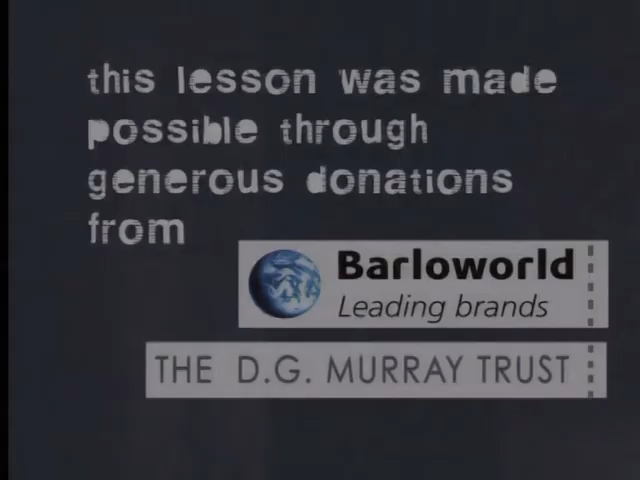 this lesson was made
possible through
generous donations
from
Barloworld
Leading brands
THE D.G. MURRAY TRUST